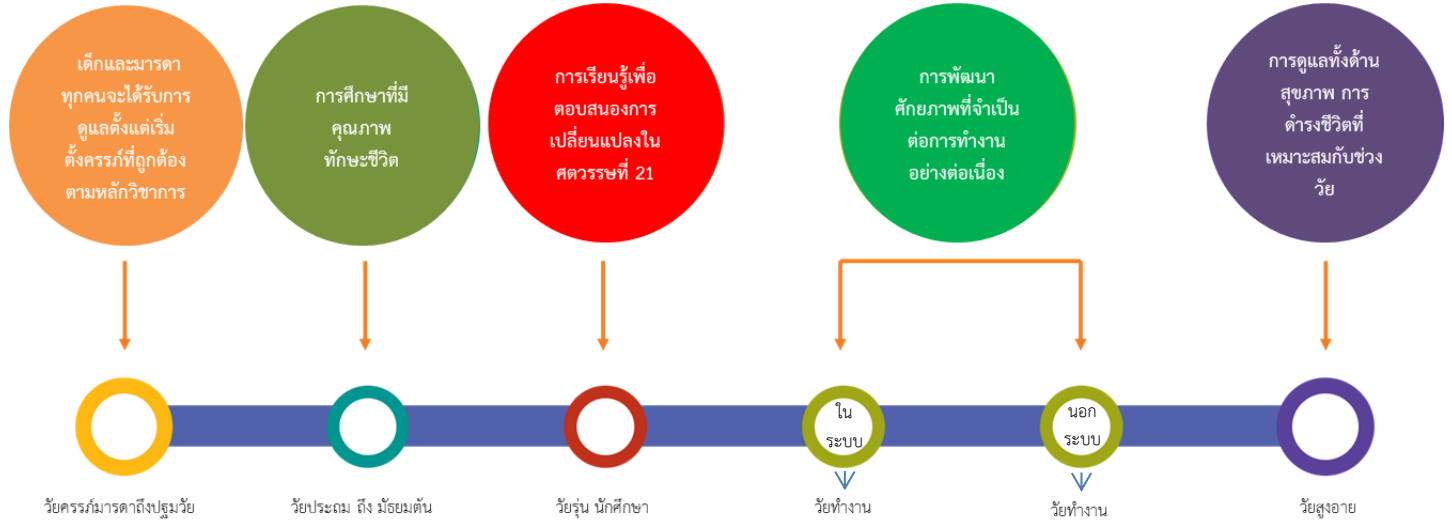 เด็กและมารดา
ทุกคนจะได้รับการ
ดูแลตั้งแต่เริ่ม
ตั้งครรภ์ที่ถูกต้อง
ตามหลักวิชาการ
การศึกษาที่มี
คุณภาพ
ทักษะชีวิต
การเรียนรู้เพื่อ
ตอบสนองการ
เปลี่ยนแปลงใน
ศตวรรษที่ 21
การพัฒนา
ศักยภาพที่จำเป็น
ต่อการทำงาน
อย่างต่อเนื่อง
การดูแลทั้งด้าน
สุขภาพ การ
ดำรงชีวิตที่
เหมาะสมกับช่วง
วัย
ใน
ระบบ
นอก
ระบบ
วัยครรภ์มารดาถึงปฐมวัย
วัยประถม ถึง มัธยมต้น
วัยรุ่น นักศึกษา
วัยทำงาน
วัยทำงาน
วัยสูงอาย